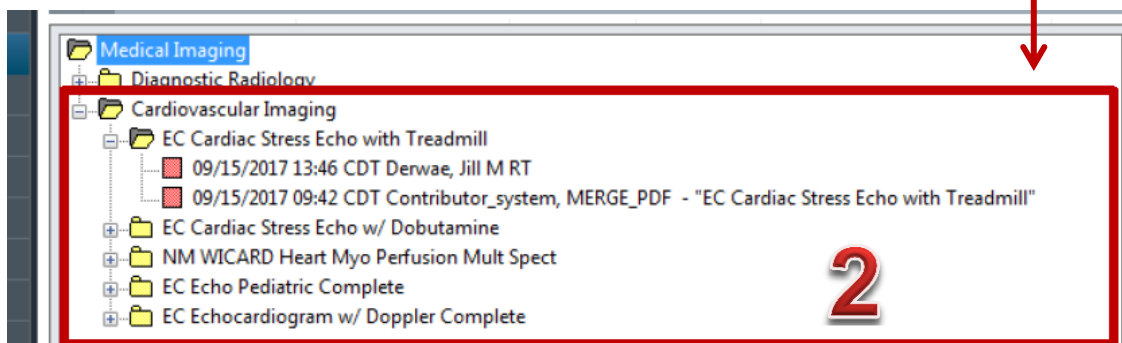 Medical Imaging
Diagnostic Radiology
Cardiovascular Imaging
EC Cardiac Stress Echo with Treadmill
09/15/2017 13:46 CDT Derwae, Jill M RT
09/15/2017 09:42 CDT Contributor_system, MERGE_PDF - "EC Cardiac Stress Echo with Treadmill"
EC Cardiac Stress Echo w/ Dobutamine
NM WICARD Heart Myo Perfusion Mult Spect
EC Echo Pediatric Complete
EC Echocardiogram w/ Doppler Complete
2